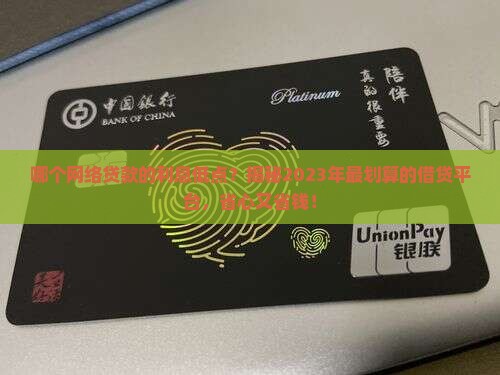 中国银行
BANK OF CHINA
Platinum
陪伴
真的很重要
哪个网络贷款的利息低点？揭秘2023年最划算的借贷平
台，省心又省钱！
UnionPay
银联